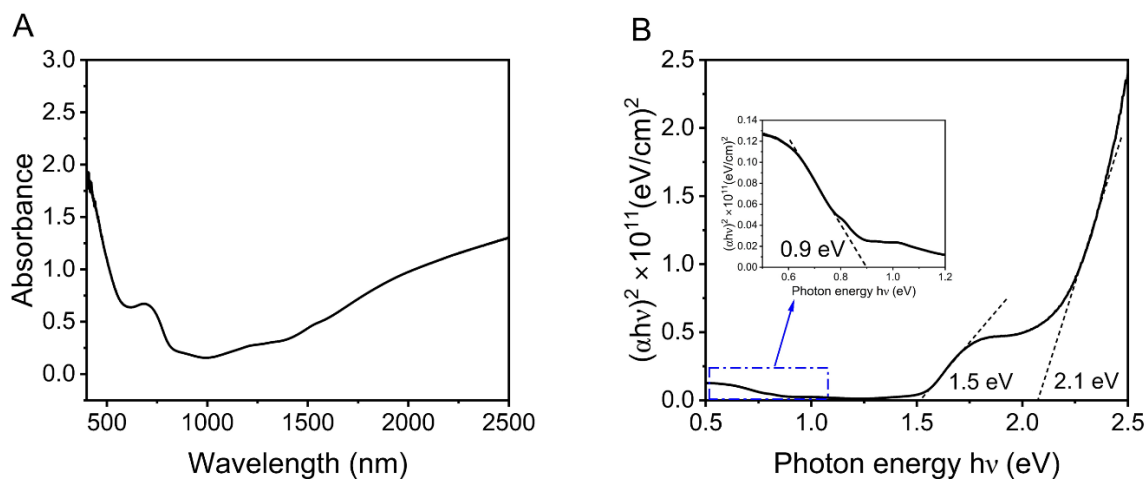 A
3.0
2.5
2.0
1.5
1.0
0.5
0.0
Absorbance
500 1000 1500 2000 2500
Wavelength (nm)
B
2.5
2.0
1.5
1.0
0.5
0.0
(αhν)² ×10¹¹(eV/cm)²
0.14
0.12
0.10
0.08
0.06
0.04
0.02
0.00
(αhν)² ×10¹¹(eV/cm)²
0.9 eV
0.6 0.8 1.0 1.2
Photon energy hν (eV)
1.5 eV
2.1 eV
0.5 1.0 1.5 2.0 2.5
Photon energy hν (eV)